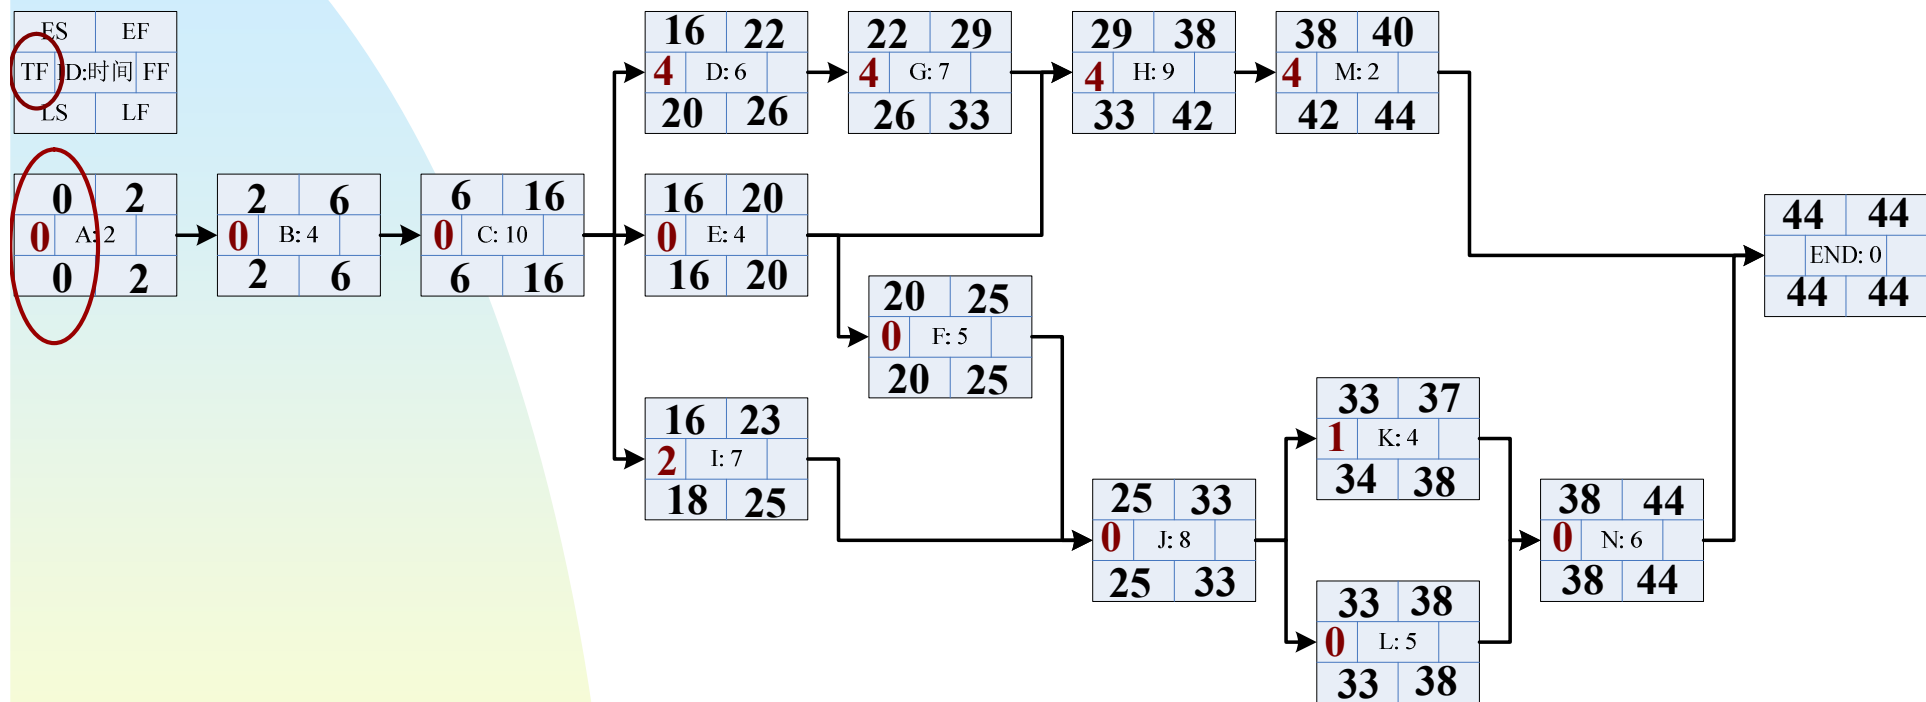 ES EF
TF ID:时间 FF
LS LF
0 2
0 A: 2
0 2
2 6
0 B: 4
2 6
6 16
0 C: 10
6 16
16 22
4 D: 6
20 26
22 29
4 G: 7
26 33
29 38
4 H: 9
33 42
38 40
4 M: 2
42 44
16 20
0 E: 4
16 20
20 25
0 F: 5
20 25
16 23
2 I: 7
18 25
25 33
0 J: 8
25 33
33 37
1 K: 4
34 38
33 38
0 L: 5
33 38
38 44
0 N: 6
38 44
44 44
END: 0
44 44